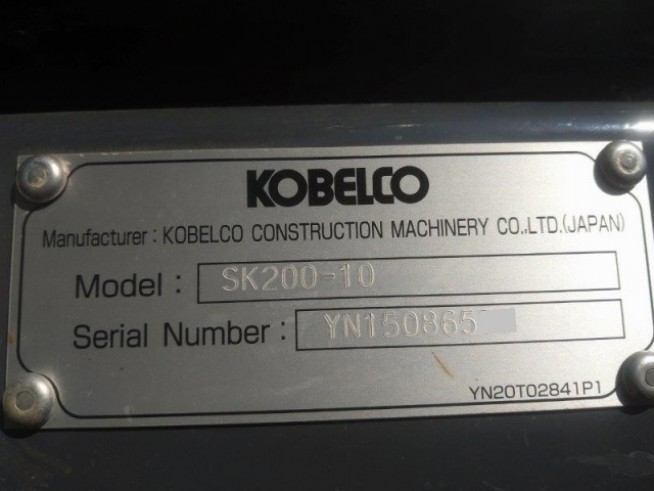 KOBELCO
Manufacturer : KOBELCO CONSTRUCTION MACHINERY CO.,LTD.(JAPAN)
Model : SK200-10
Serial Number : YN150865
YN20T02841P1